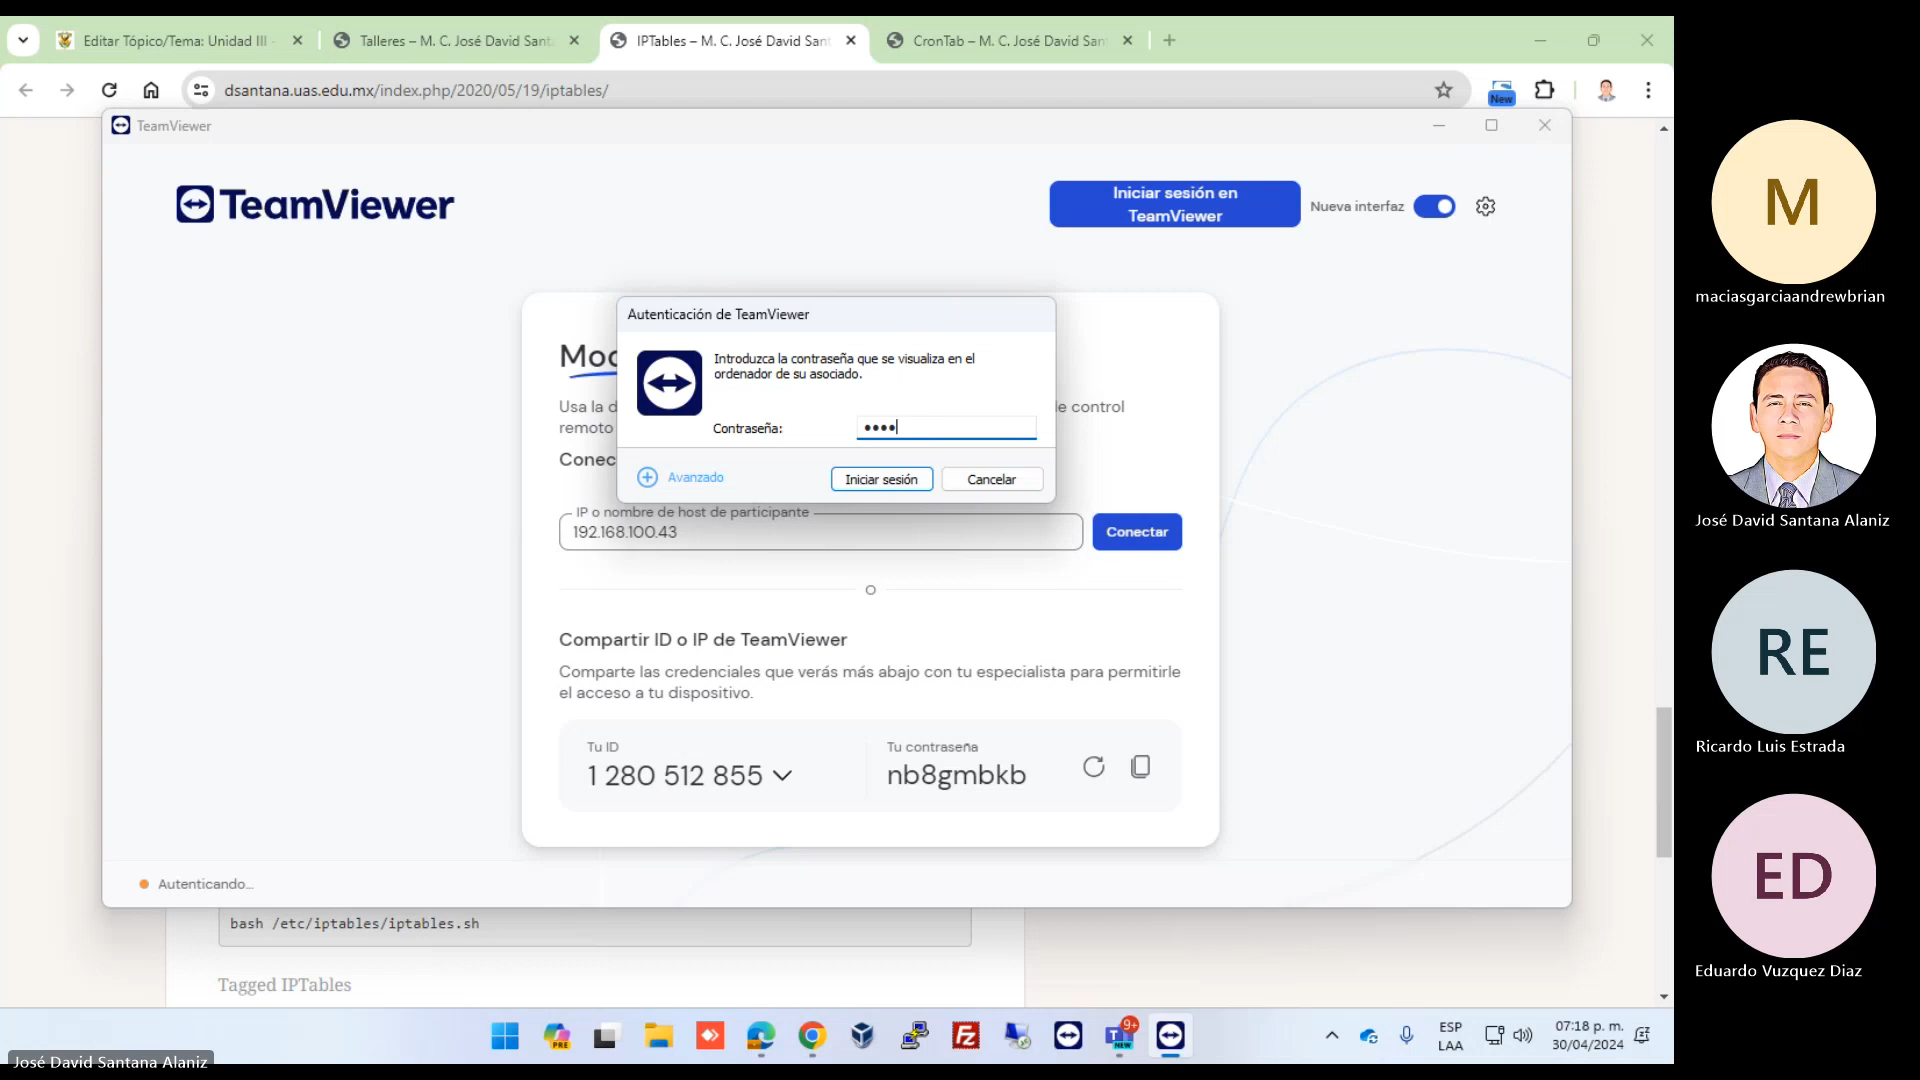 Editar Tópico/Tema: Unidad III
Talleres – M. C. José David Sant
IPTables – M. C. José David Sant
CronTab – M. C. José David San
dsantana.uas.edu.mx/index.php/2020/05/19/iptables/
New
TeamViewer
TeamViewer
Iniciar sesión en
TeamViewer
Nueva interfaz
Autenticación de TeamViewer
Introduzca la contraseña que se visualiza en el
ordenador de su asociado.
Contraseña:
Avanzado
Iniciar sesión
Cancelar
Usa la
control
remoto
IP o nombre de host de participante
192.168.100.43
Conectar
O
Compartir ID o IP de TeamViewer
Comparte las credenciales que verás más abajo con tu especialista para permitirle
el acceso a tu dispositivo.
Tu ID
1 280 512 855
Tu contraseña
nb8gmbkb
Autenticando...
bash /etc/iptables/iptables.sh
Tagged IPTables
PRE
9+
NEW
ESP
LAA
07:18 p. m.
30/04/2024
José David Santana Alaniz
M
maciasgarciaandrewbrian
José David Santana Alaniz
RE
Ricardo Luis Estrada
ED
Eduardo Vuzquez Diaz